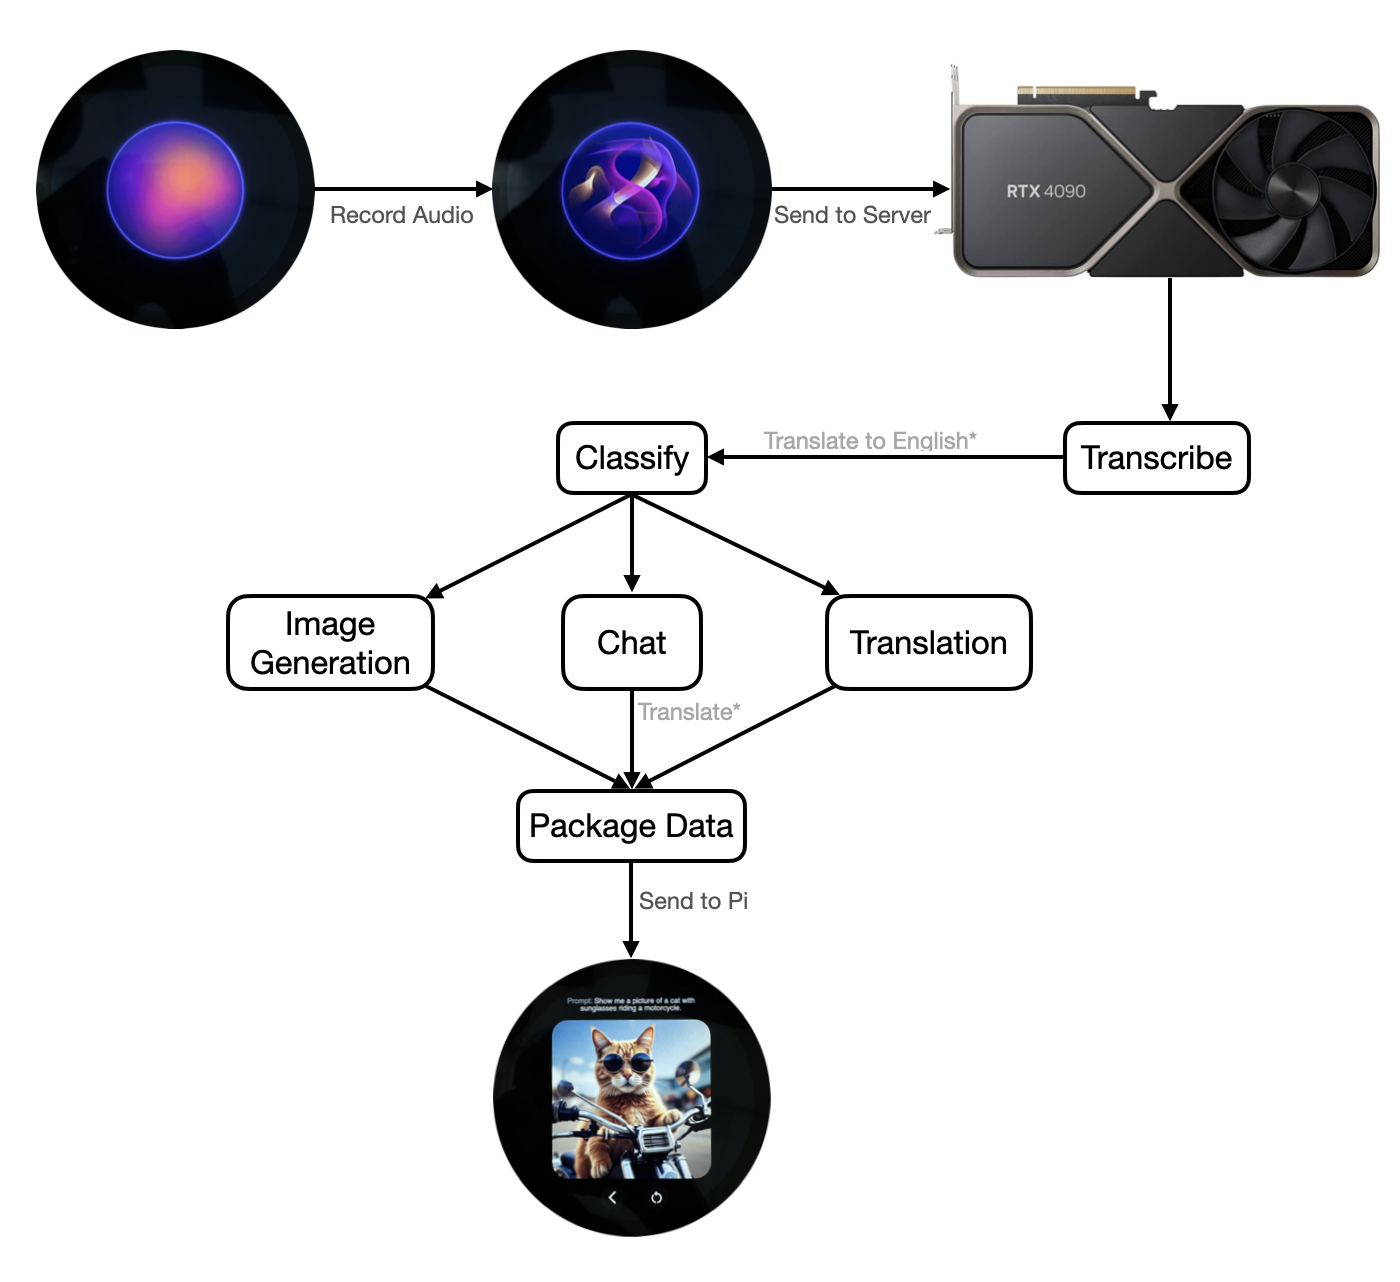 Record Audio
Send to Server
RTX 4090
Translate to English*
Classify
Transcribe
Image
Generation
Chat
Translation
Translate*
Package Data
Send to Pi
Prompt: Show me a picture of a cat with
sunglasses riding a motorcycle.